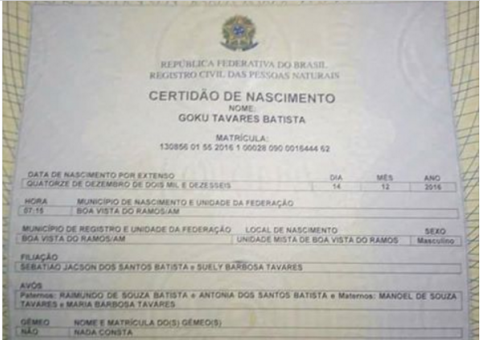 REPÚBLICA FEDERATIVA DO BRASIL
REGISTRO CIVIL DAS PESSOAS NATURAIS
CERTIDÃO DE NASCIMENTO
NOME:
GOKU TAVARES BATISTA
MATRÍCULA:
130856 01 55 2016 1 00028 090 0016444 62
DATA DE NASCIMENTO POR EXTENSO DIA MÊS ANO
QUATORZE DE DEZEMBRO DE DOIS MIL E DEZESSEIS 14 12 2016
HORA MUNICÍPIO DE NASCIMENTO E UNIDADE DA FEDERAÇÃO
07:15 BOA VISTA DO RAMOS/AM
MUNICÍPIO DE REGISTRO E UNIDADE DA FEDERAÇÃO LOCAL DE NASCIMENTO SEXO
BOA VISTA DO RAMOS/AM UNIDADE MISTA DE BOA VISTA DO RAMOS Masculino
FILIAÇÃO
SEBATIAO JACSON DOS SANTOS BATISTA e SUELY BARBOSA TAVARES
AVÓS
Paternos: RAIMUNDO DE SOUZA BATISTA e ANTONIA DOS SANTOS BATISTA e Maternos: MANOEL DE SOUZA
TAVARES e MARIA BARBOSA TAVARES
GÊMEO NOME E MATRÍCULA DO(S) GÊMEO(S)
NÃO NADA CONSTA